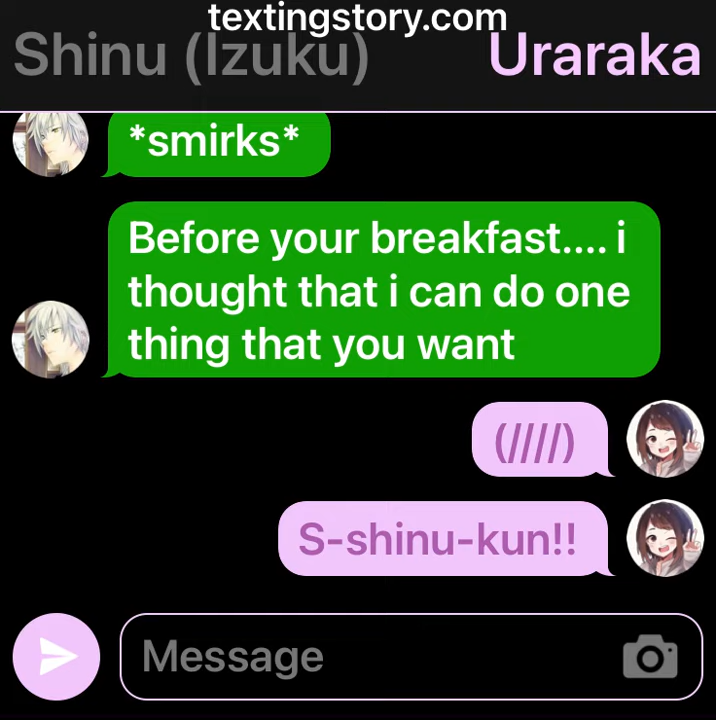 textingstory.com
Shinu (Izuku) Uraraka
*smirks*
Before your breakfast.... i
thought that i can do one
thing that you want
(////)
S-shinu-kun!!
Message